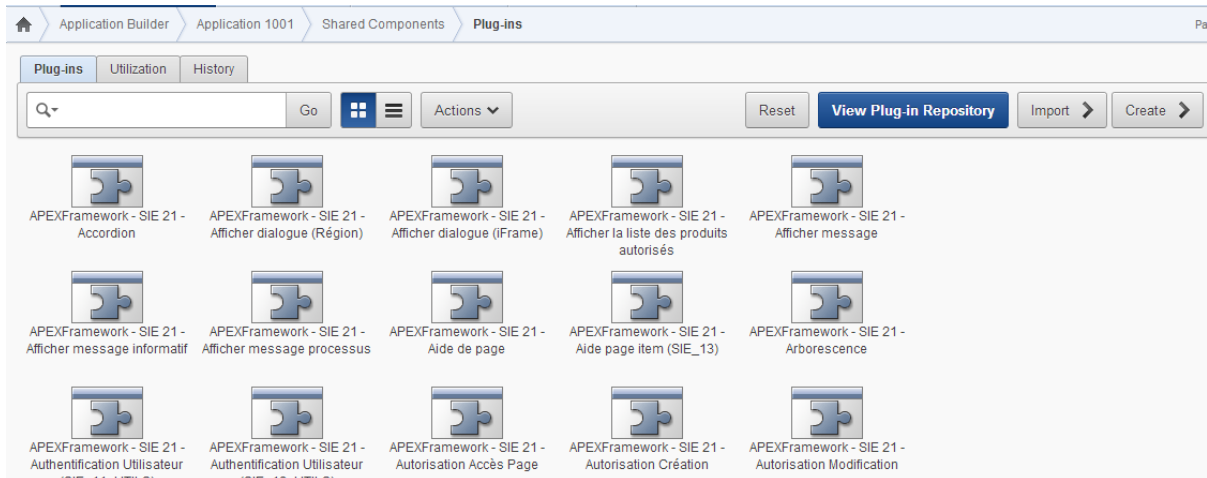 Application Builder Application 1001 Shared Components Plug-ins Pa
Plug-ins Utilization History
Go Actions Reset View Plug-in Repository Import Create
APEXFramework - SIE 21 - APEXFramework - SIE 21 - APEXFramework - SIE 21 - APEXFramework - SIE 21 - APEXFramework - SIE 21 -
Accordion Afficher dialogue (Région) Afficher dialogue (iFrame) Afficher la liste des produits Afficher message
autorisés
APEXFramework - SIE 21 - APEXFramework - SIE 21 - APEXFramework - SIE 21 - APEXFramework - SIE 21 - APEXFramework - SIE 21 -
Afficher message informatif Afficher message processus Aide de page Aide page item (SIE_13) Arborescence
APEXFramework - SIE 21 - APEXFramework - SIE 21 - APEXFramework - SIE 21 - APEXFramework - SIE 21 - APEXFramework - SIE 21 -
Authentification Utilisateur Authentification Utilisateur Autorisation Accès Page Autorisation Création Autorisation Modification